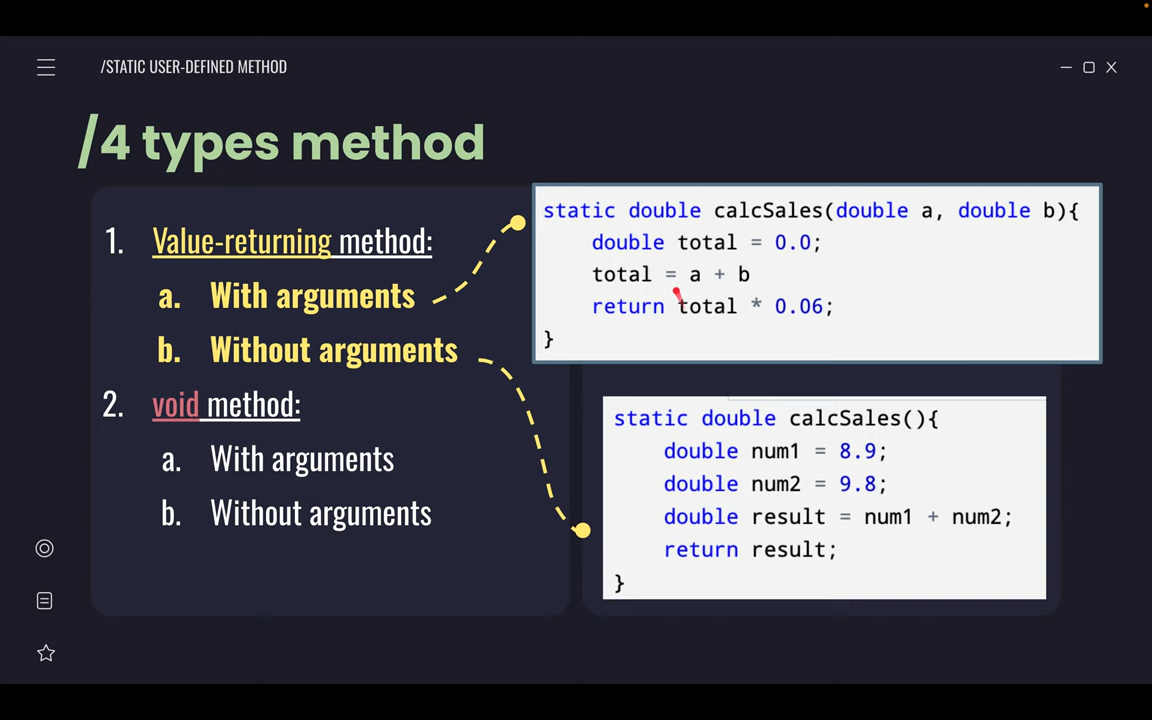 /STATIC USER-DEFINED METHOD
/4 types method
1. Value-returning method:
a. With arguments
b. Without arguments
2. void method:
a. With arguments
b. Without arguments
static double calcSales(double a, double b){
double total = 0.0;
total = a + b
return total * 0.06;
}
static double calcSales(){
double num1 = 8.9;
double num2 = 9.8;
double result = num1 + num2;
return result;
}